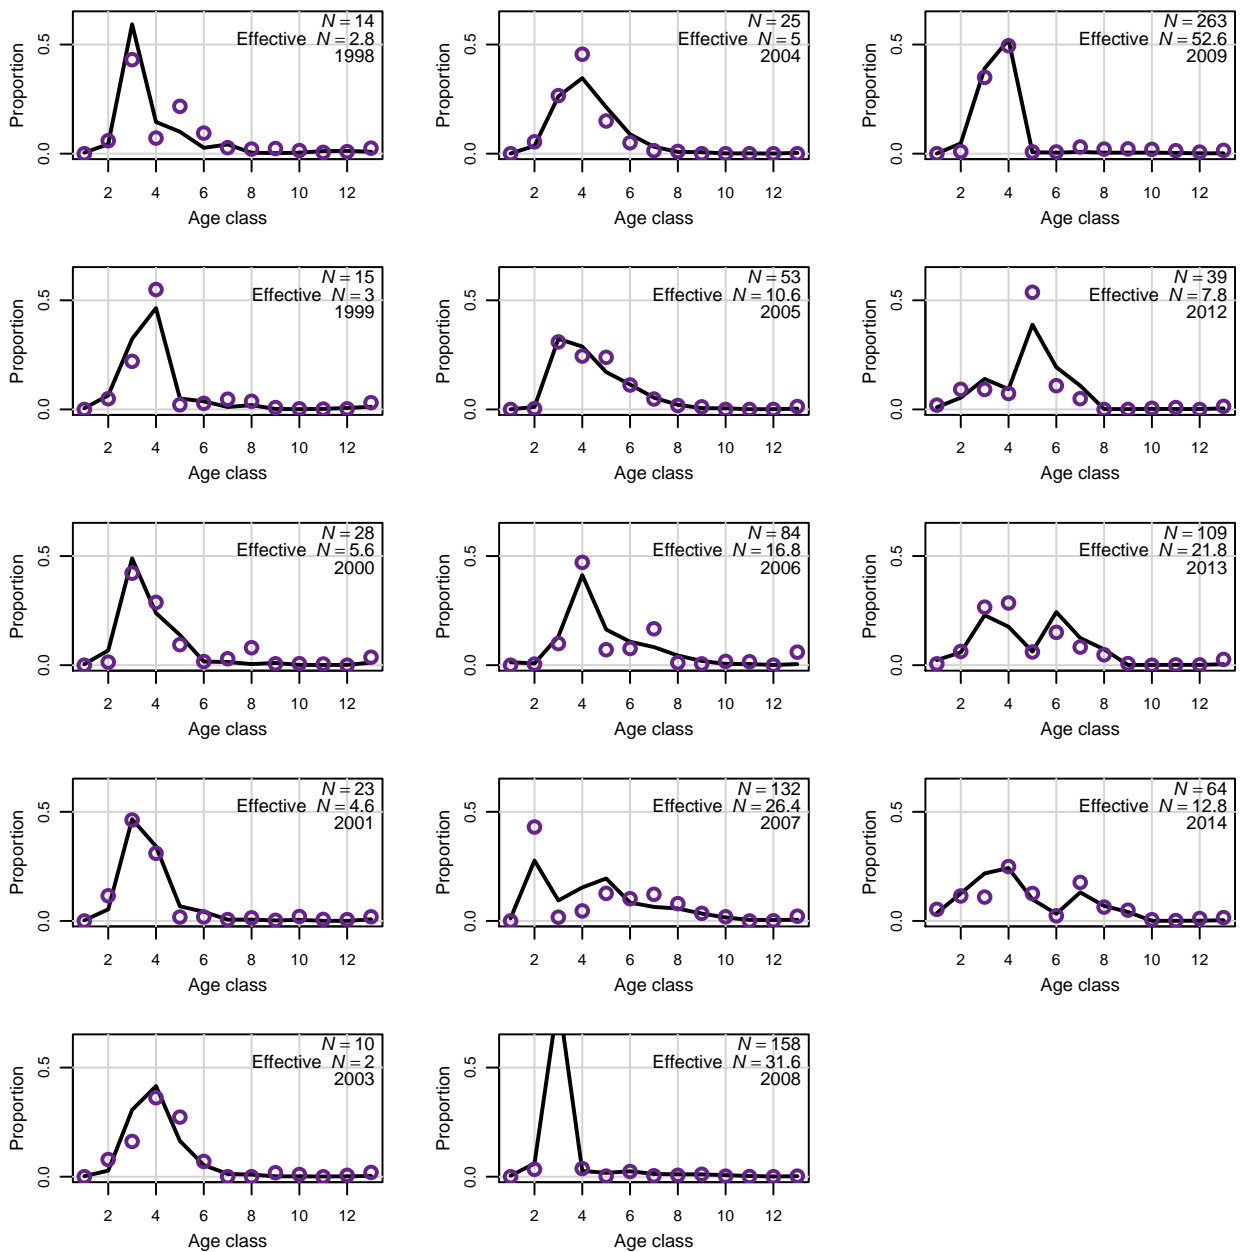 N = 14
Effective N = 2.8
1998
Proportion
0.5
0.0
2 4 6 8 10 12
Age class
N = 25
Effective N = 5
2004
Proportion
0.5
0.0
2 4 6 8 10 12
Age class
N = 263
Effective N = 52.6
2009
Proportion
0.5
0.0
2 4 6 8 10 12
Age class
N = 15
Effective N = 3
1999
Proportion
0.5
0.0
2 4 6 8 10 12
Age class
N = 53
Effective N = 10.6
2005
Proportion
0.5
0.0
2 4 6 8 10 12
Age class
N = 39
Effective N = 7.8
2012
Proportion
0.5
0.0
2 4 6 8 10 12
Age class
N = 28
Effective N = 5.6
2000
Proportion
0.5
0.0
2 4 6 8 10 12
Age class
N = 84
Effective N = 16.8
2006
Proportion
0.5
0.0
2 4 6 8 10 12
Age class
N = 109
Effective N = 21.8
2013
Proportion
0.5
0.0
2 4 6 8 10 12
Age class
N = 23
Effective N = 4.6
2001
Proportion
0.5
0.0
2 4 6 8 10 12
Age class
N = 132
Effective N = 26.4
2007
Proportion
0.5
0.0
2 4 6 8 10 12
Age class
N = 64
Effective N = 12.8
2014
Proportion
0.5
0.0
2 4 6 8 10 12
Age class
N = 10
Effective N = 2
2003
Proportion
0.5
0.0
2 4 6 8 10 12
Age class
N = 158
Effective N = 31.6
2008
Proportion
0.5
0.0
2 4 6 8 10 12
Age class